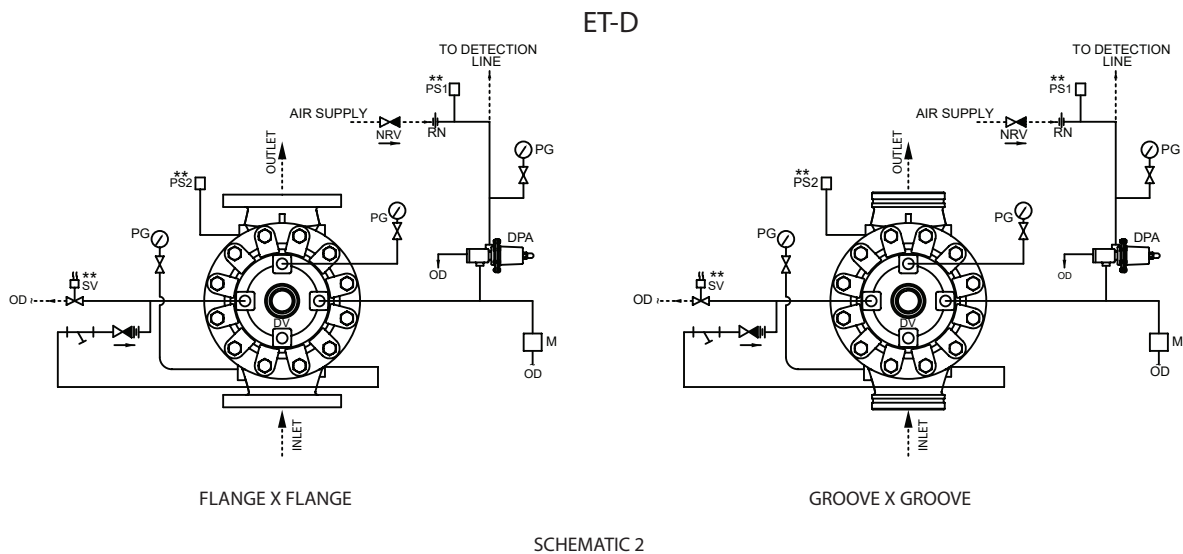 ET-D
TO DETECTION
LINE
**
PS1
AIR SUPPLY
NRV
RN
OUTLET
PG
**
PS2
PG
PG
DPA
OD
**
SV
OD
DV
M
OD
INLET
FLANGE X FLANGE
TO DETECTION
LINE
**
PS1
AIR SUPPLY
NRV
RN
OUTLET
PG
**
PS2
PG
PG
DPA
OD
**
SV
OD
DV
M
OD
INLET
GROOVE X GROOVE
SCHEMATIC 2